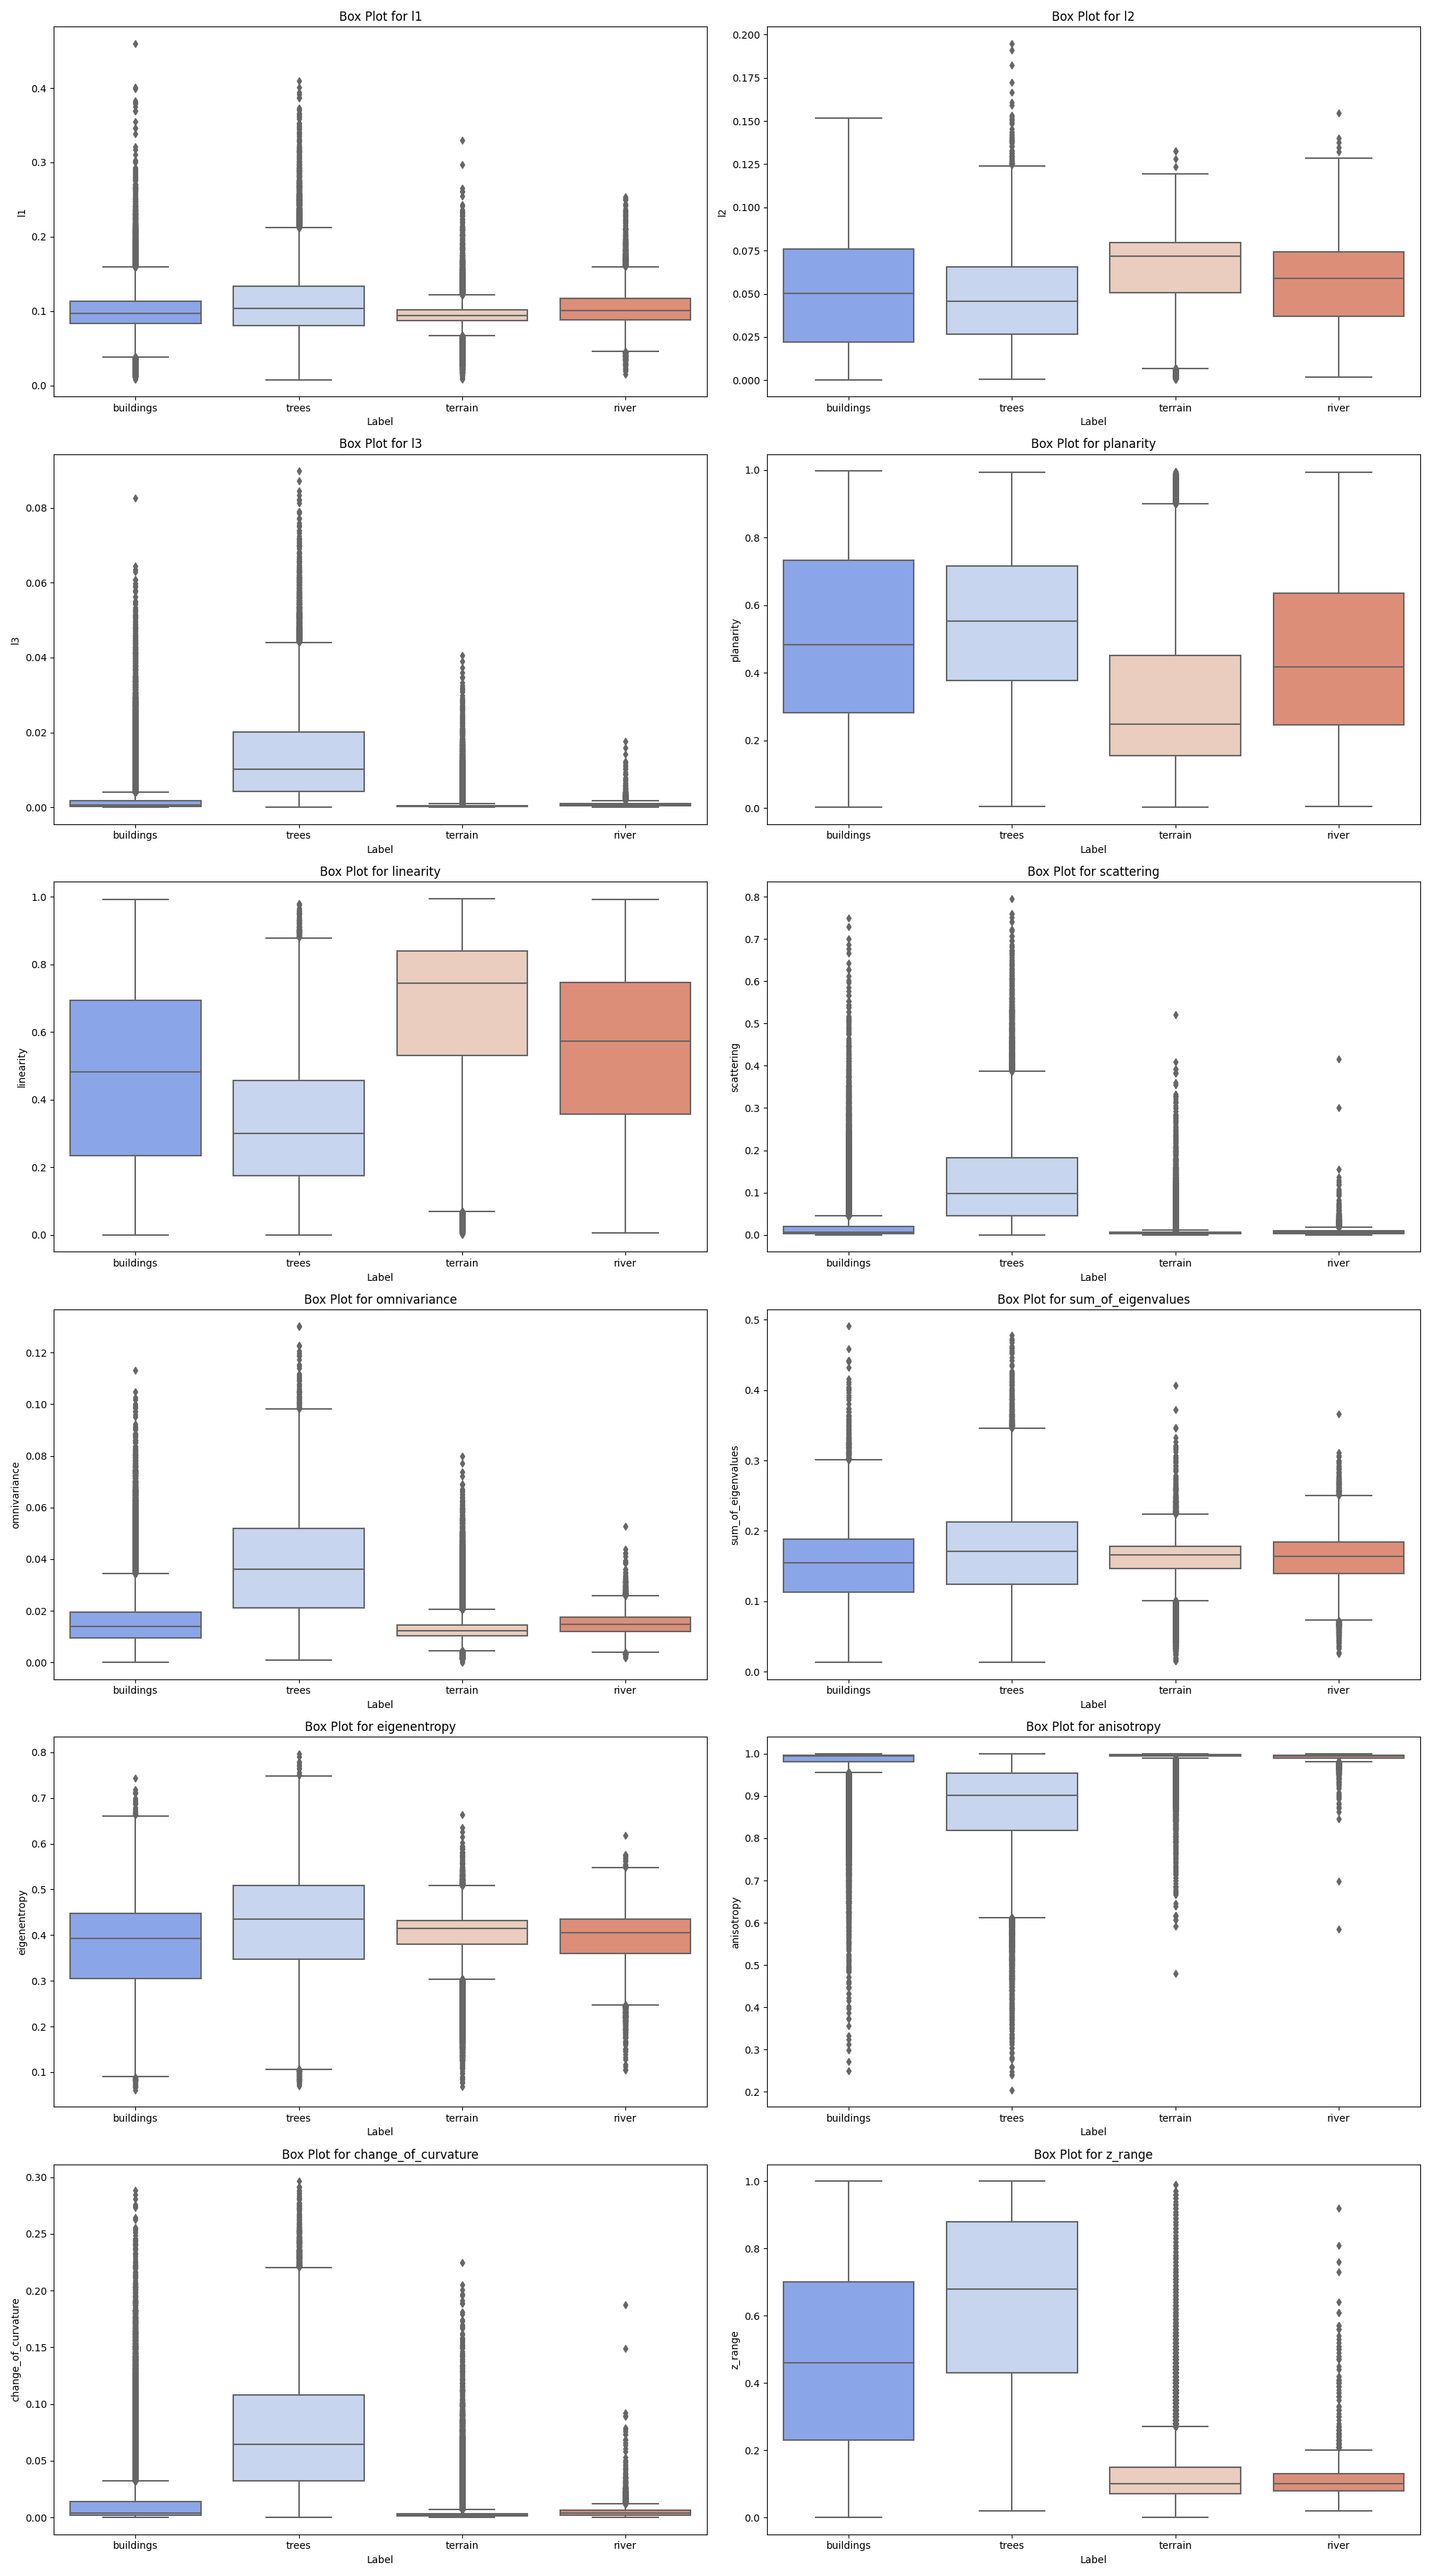 Box Plot for l1
0.4
0.3
0.2
0.1
0.0
l1
buildings trees terrain river
Label
Box Plot for l2
0.200
0.175
0.150
0.125
0.100
0.075
0.050
0.025
0.000
l2
buildings trees terrain river
Label
Box Plot for l3
0.08
0.06
0.04
0.02
0.00
l3
buildings trees terrain river
Label
Box Plot for planarity
1.0
0.8
0.6
0.4
0.2
0.0
planarity
buildings trees terrain river
Label
Box Plot for linearity
1.0
0.8
0.6
0.4
0.2
0.0
linearity
buildings trees terrain river
Label
Box Plot for scattering
0.8
0.7
0.6
0.5
0.4
0.3
0.2
0.1
0.0
scattering
buildings trees terrain river
Label
Box Plot for omnivariance
0.12
0.10
0.08
0.06
0.04
0.02
0.00
omnivariance
buildings trees terrain river
Label
Box Plot for sum_of_eigenvalues
0.5
0.4
0.3
0.2
0.1
0.0
sum_of_eigenvalues
buildings trees terrain river
Label
Box Plot for eigenentropy
0.8
0.7
0.6
0.5
0.4
0.3
0.2
0.1
eigenentropy
buildings trees terrain river
Label
Box Plot for anisotropy
1.0
0.9
0.8
0.7
0.6
0.5
0.4
0.3
0.2
anisotropy
buildings trees terrain river
Label
Box Plot for change_of_curvature
0.30
0.25
0.20
0.15
0.10
0.05
0.00
change_of_curvature
buildings trees terrain river
Label
Box Plot for z_range
1.0
0.8
0.6
0.4
0.2
0.0
z_range
buildings trees terrain river
Label